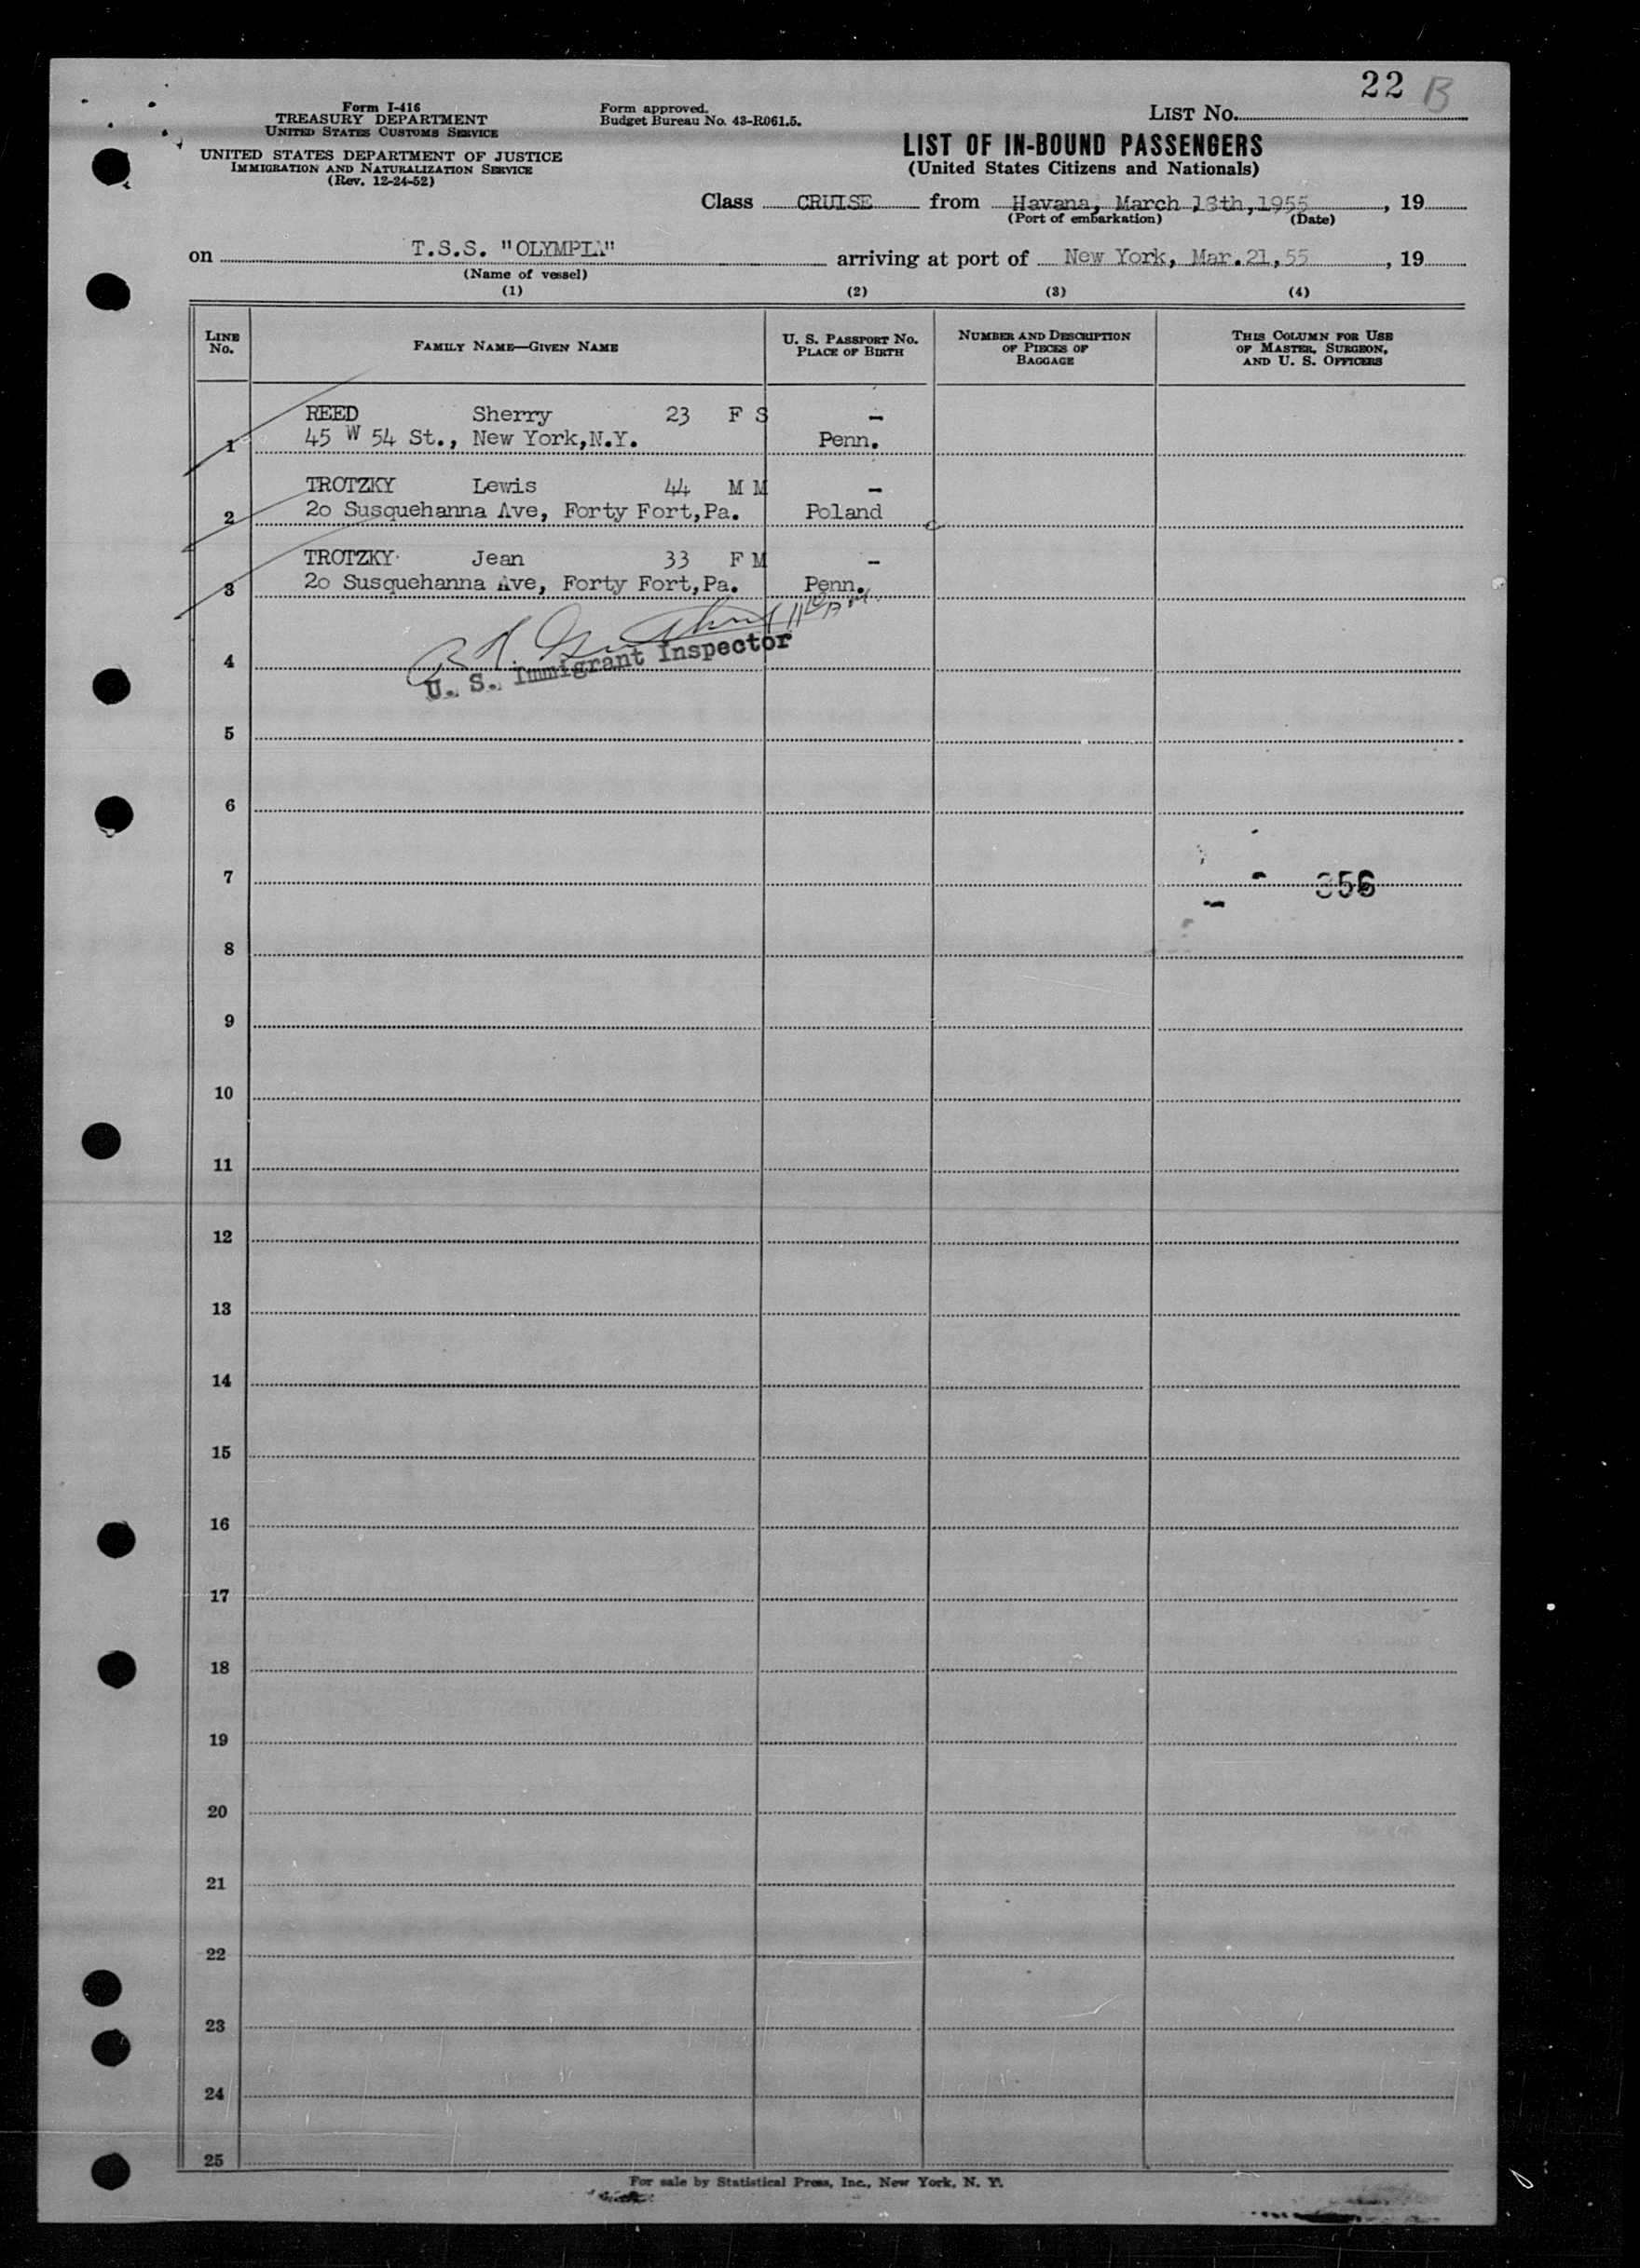 22 B
Form I-416
TREASURY DEPARTMENT
UNITED STATES CUSTOMS SERVICE
Form approved.
Budget Bureau No. 43-R061.5.
LIST NO.
UNITED STATES DEPARTMENT OF JUSTICE
IMMIGRATION AND NATURALIZATION SERVICE
(Rev. 12-24-52)
LIST OF IN-BOUND PASSENGERS
(United States Citizens and Nationals)
Class CRUISE from Havana, March 18th, 1955, 19
(Port of embarkation) (Date)
on T.S.S. "OLYMPIA" arriving at port of New York, Mar.21,55, 19
(Name of vessel)
(1) (2) (3) (4)
LINE No. FAMILY NAME—GIVEN NAME U. S. PASSPORT NO. PLACE OF BIRTH NUMBER AND DESCRIPTION OF PIECES OF BAGGAGE THIS COLUMN FOR USE OF MASTER, SURGEON, AND U. S. OFFICERS
REED Sherry 23 F S -
1 45 W 54 St., New York,N.Y. Penn.
TROTZKY Lewis 44 M M -
2 20 Susquehanna Ave, Forty Fort,Pa. Poland
TROTZKY Jean 33 F M -
3 20 Susquehanna Ave, Forty Fort,Pa. Penn.
4 U. S. Immigrant Inspector
5
6
7 356
8
9
10
11
12
13
14
15
16
17
18
19
20
21
22
23
24
25
For sale by Statistical Press, Inc., New York, N. Y.